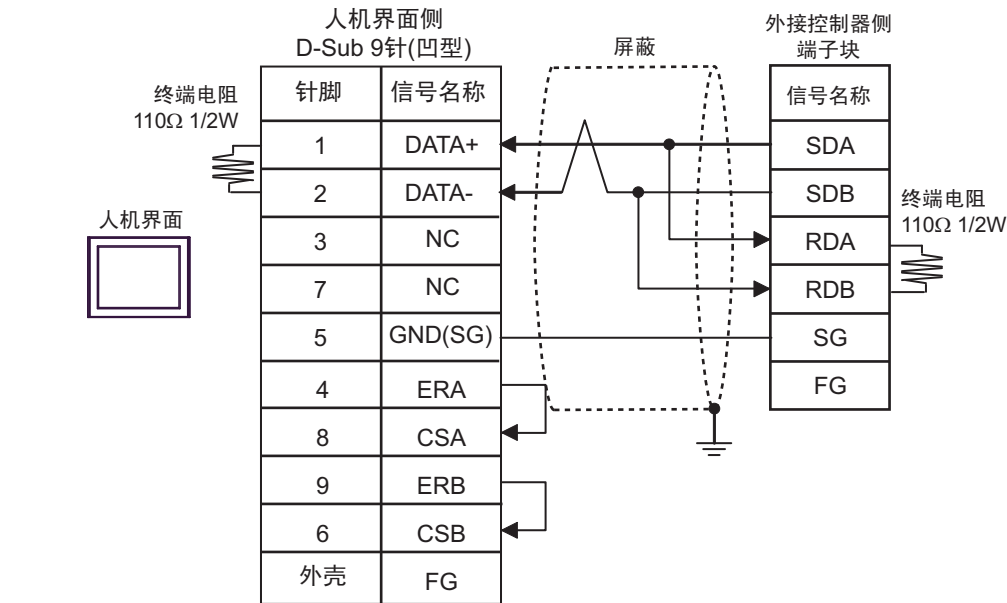 人机界面侧
D-Sub 9针(凹型)
屏蔽
外接控制器侧
端子块
终端电阻
110Ω 1/2W
针脚 信号名称
信号名称
1 DATA+
SDA
2 DATA-
SDB
终端电阻
110Ω 1/2W
人机界面
3 NC
RDA
7 NC
RDB
5 GND(SG)
SG
4 ERA
FG
8 CSA
9 ERB
6 CSB
外壳 FG